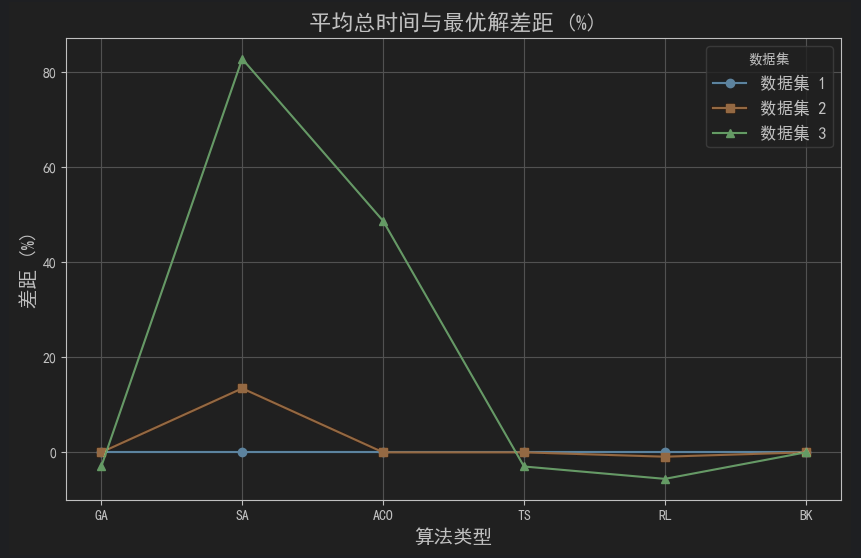 平均总时间与最优解差距 (%)
数据集
数据集 1
数据集 2
数据集 3
差距 (%)
80
60
40
20
0
GA
SA
ACO
TS
RL
BK
算法类型